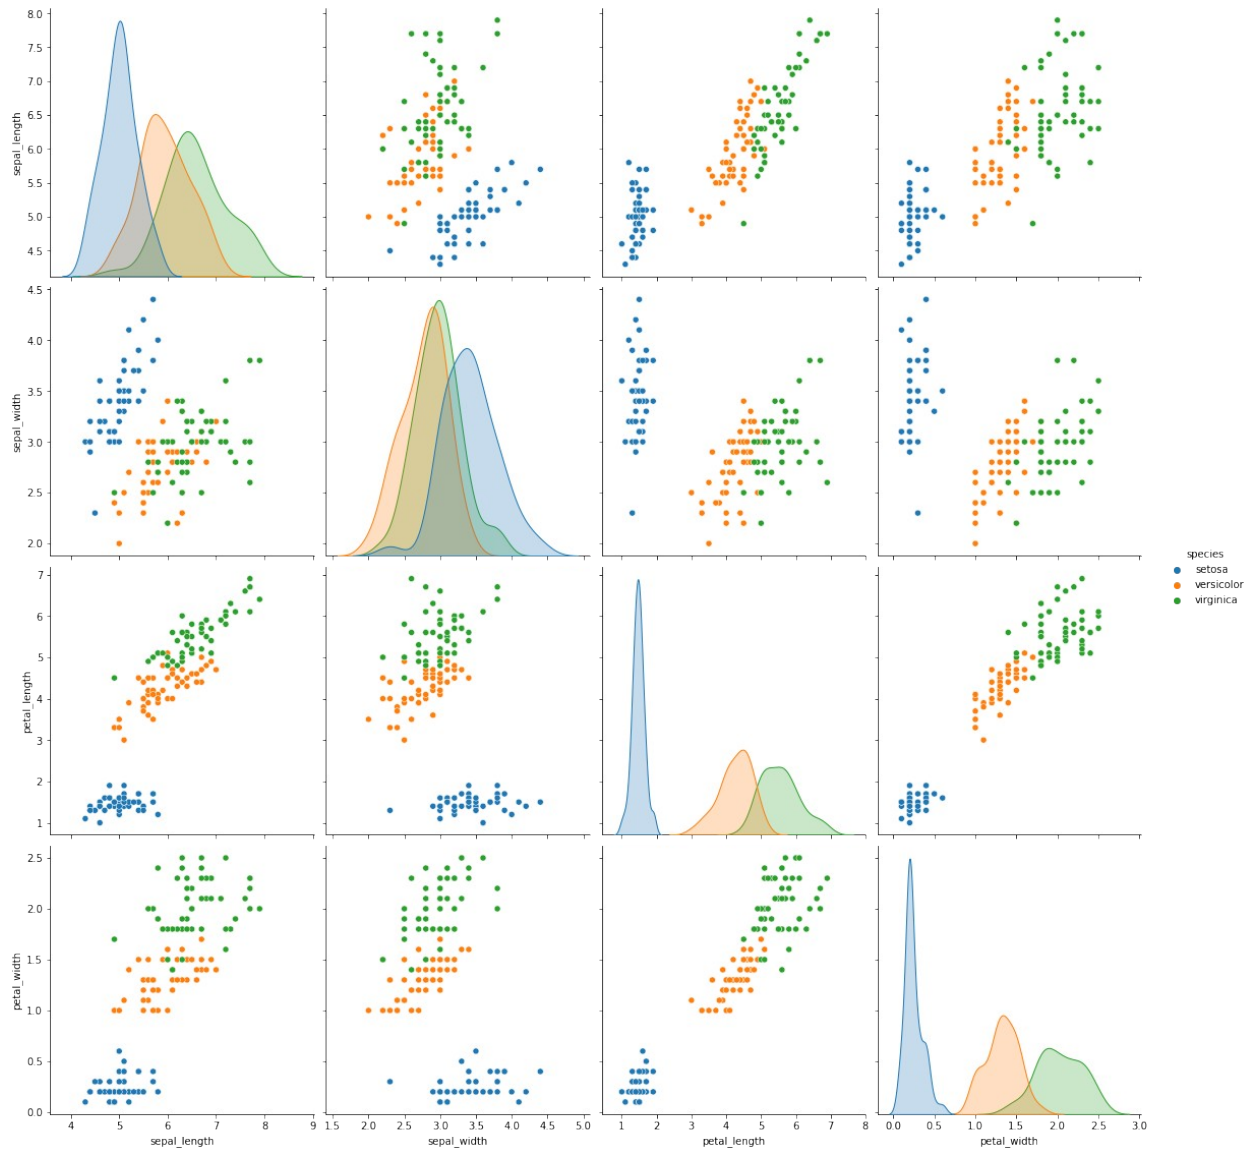 8.0
7.5
7.0
6.5
6.0
5.5
5.0
4.5
sepal_length
4.5
4.0
3.5
3.0
2.5
2.0
sepal_width
species
setosa
versicolor
virginica
7
6
5
4
3
2
1
petal_length
2.5
2.0
1.5
1.0
0.5
0.0
petal_width
4 5 6 7 8 9
sepal_length
1.5 2.0 2.5 3.0 3.5 4.0 4.5 5.0
sepal_width
1 2 3 4 5 6 7 8
petal_length
0.0 0.5 1.0 1.5 2.0 2.5 3.0
petal_width